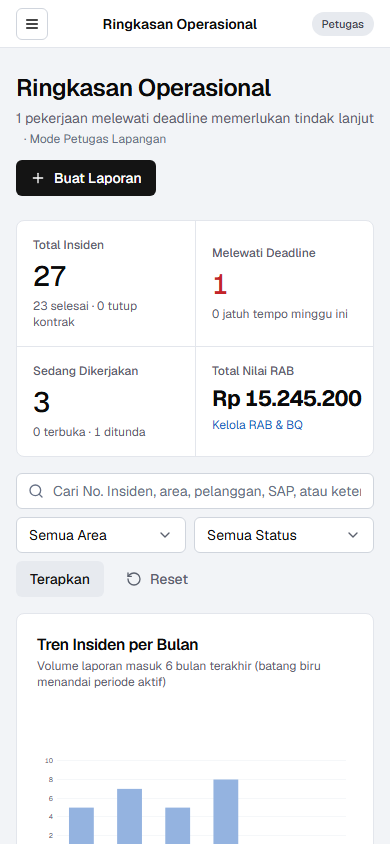 Ringkasan Operasional
Petugas
Ringkasan Operasional
1 pekerjaan melewati deadline memerlukan tindak lanjut
· Mode Petugas Lapangan
Buat Laporan
Total Insiden
27
23 selesai · 0 tutup
kontrak
Melewati Deadline
1
0 jatuh tempo minggu ini
Sedang Dikerjakan
3
0 terbuka · 1 ditunda
Total Nilai RAB
Rp 15.245.200
Kelola RAB & BQ
Cari No. Insiden, area, pelanggan, SAP, atau keter
Semua Area
Semua Status
Terapkan
Reset
Tren Insiden per Bulan
Volume laporan masuk 6 bulan terakhir (batang biru
menandai periode aktif)
10
8
6
4
2